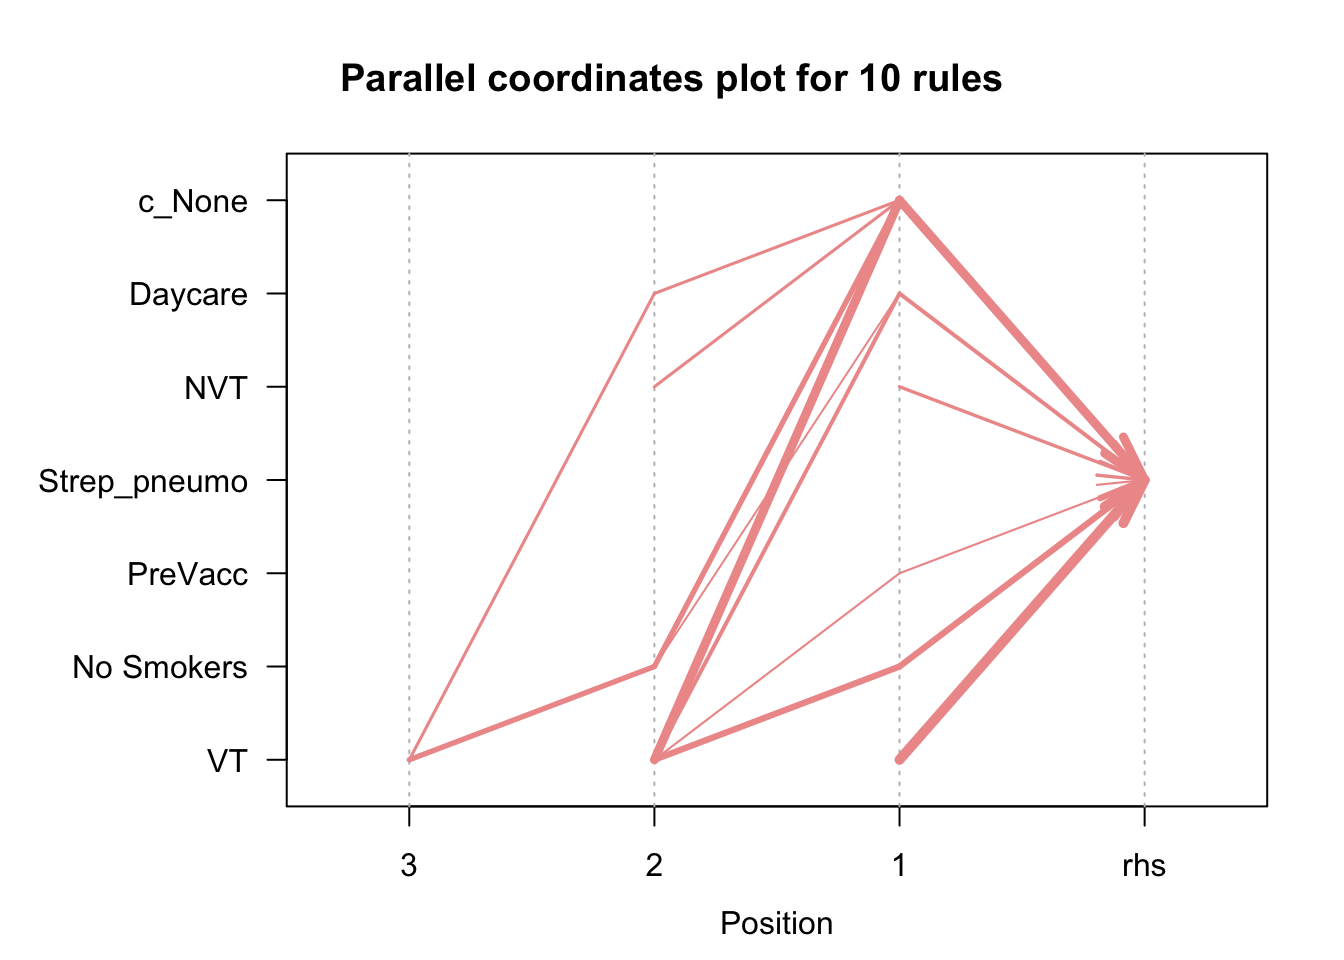 Parallel coordinates plot for 10 rules
c_None
Daycare
NVT
Strep_pneumo
PreVacc
No Smokers
VT
3 2 1 rhs
Position